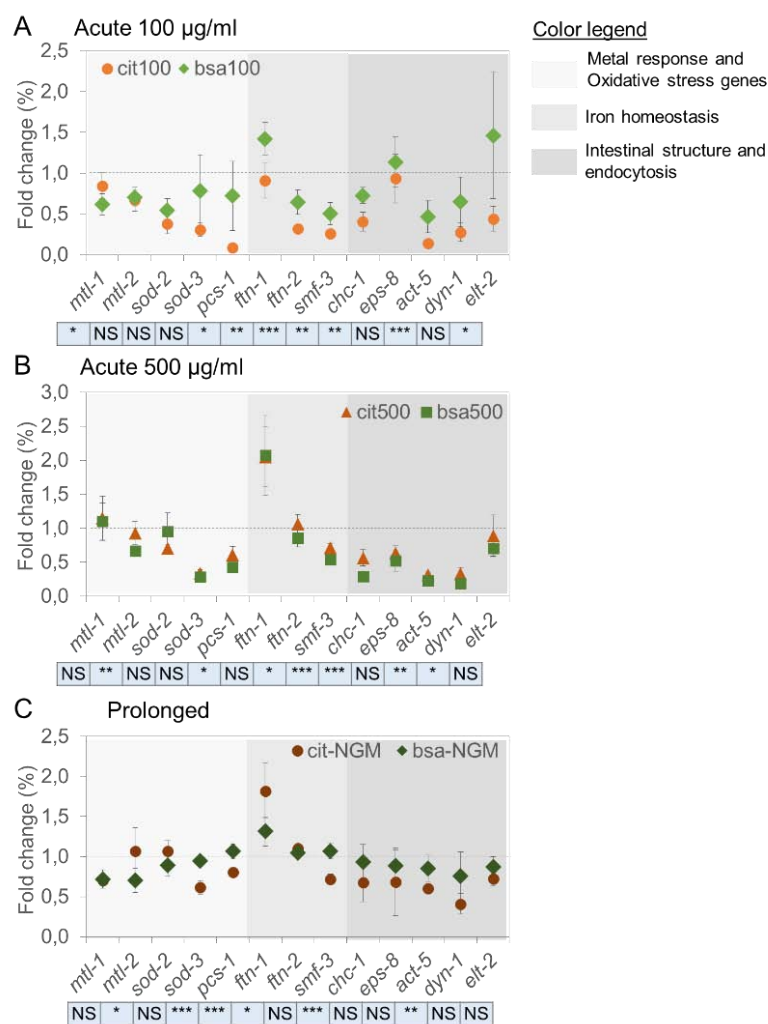 A Acute 100 µg/ml
Color legend
Metal response and
Oxidative stress genes
Iron homeostasis
Intestinal structure and
endocytosis
cit100 bsa100
Fold change (%)
2,5
2,0
1,5
1,0
0,5
0,0
mtl-1 mtl-2 sod-2 sod-3 pcs-1 ftn-1 ftn-2 smf-3 chc-1 eps-8 act-5 dyn-1 elt-2
* NS NS NS * ** *** ** ** NS *** NS *
B Acute 500 µg/ml
cit500 bsa500
Fold change (%)
3,0
2,5
2,0
1,5
1,0
0,5
0,0
mtl-1 mtl-2 sod-2 sod-3 pcs-1 ftn-1 ftn-2 smf-3 chc-1 eps-8 act-5 dyn-1 elt-2
NS ** NS NS * NS * *** *** NS ** * NS
C Prolonged
cit-NGM bsa-NGM
Fold change (%)
2,5
2,0
1,5
1,0
0,5
0,0
mtl-1 mtl-2 sod-2 sod-3 pcs-1 ftn-1 ftn-2 smf-3 chc-1 eps-8 act-5 dyn-1 elt-2
NS * NS *** *** * NS *** NS NS ** NS NS